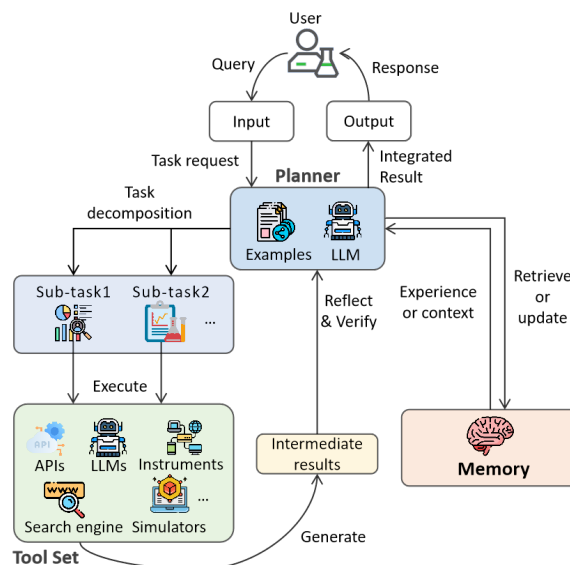 User
Query
Response
Input
Output
Task request
Integrated
Result
Planner
Task
decomposition
Examples
LLM
Sub-task1
Sub-task2
...
Reflect
& Verify
Experience
or context
Retrieve
or
update
Execute
API
APIs
LLMs
Instruments
www
Search engine
Simulators
...
Intermediate
results
Memory
Generate
Tool Set